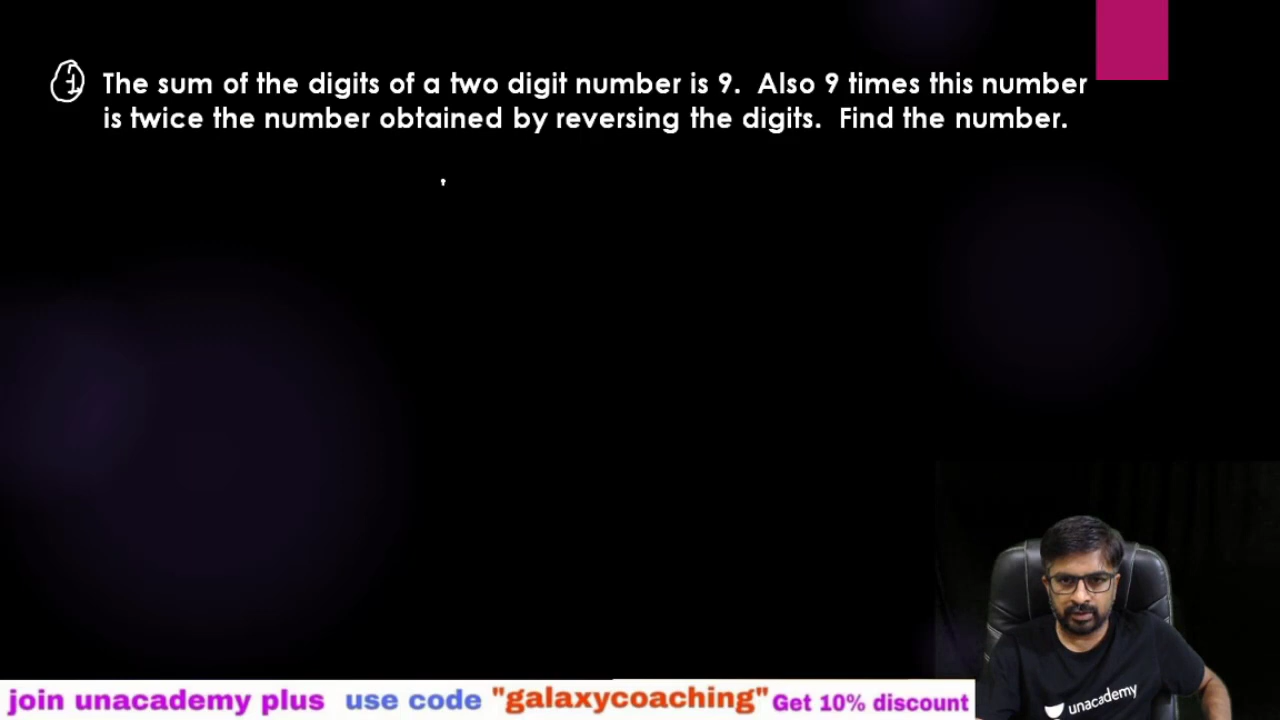 1 The sum of the digits of a two digit number is 9. Also 9 times this number
is twice the number obtained by reversing the digits. Find the number.
unacademy
join unacademy plus use code "galaxycoaching" Get 10% discount